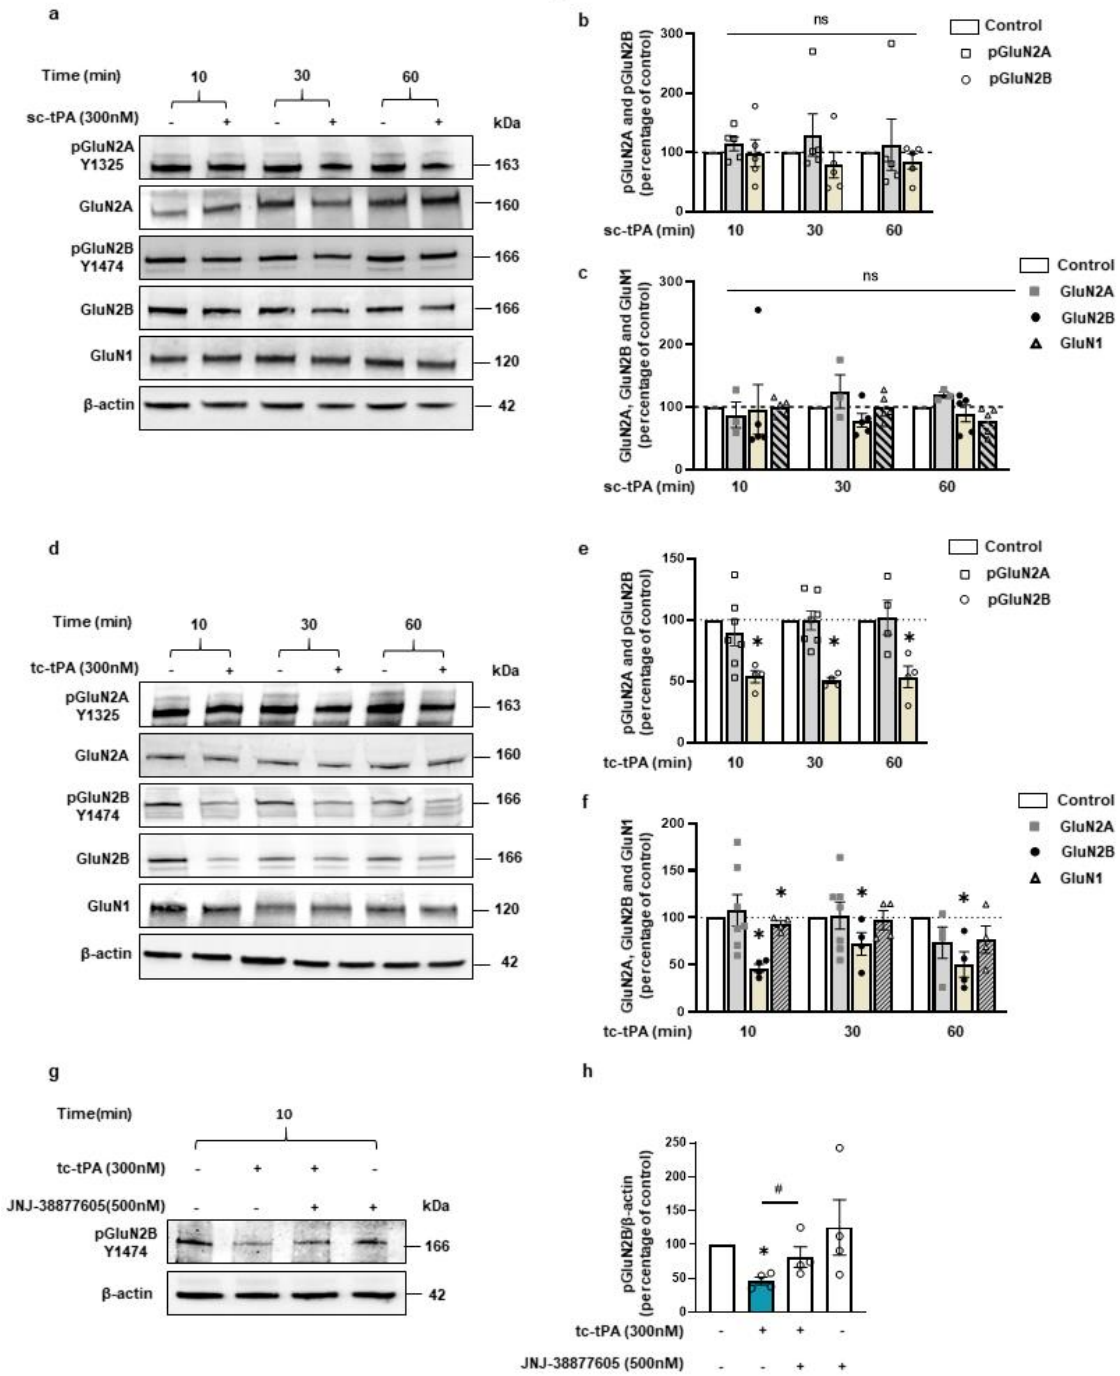 a
Time (min) 10 30 60
sc-tPA (300nM) - + - + - + kDa
pGluN2A
Y1325 163
GluN2A 160
pGluN2B
Y1474 166
GluN2B 166
GluN1 120
β-actin 42
b
ns
Control
pGluN2A
pGluN2B
pGluN2A and pGluN2B
(percentage of control)
300
200
100
0
sc-tPA (min) 10 30 60
c
ns
Control
GluN2A
GluN2B
GluN1
GluN2A, GluN2B and GluN1
(percentage of control)
300
200
100
0
sc-tPA (min) 10 30 60
d
Time (min) 10 30 60
tc-tPA (300nM) - + - + - + kDa
pGluN2A
Y1325 163
GluN2A 160
pGluN2B
Y1474 166
GluN2B 166
GluN1 120
β-actin 42
e
Control
pGluN2A
pGluN2B
pGluN2A and pGluN2B
(percentage of control)
150
100
50
0
* * *
tc-tPA (min) 10 30 60
f
Control
GluN2A
GluN2B
GluN1
GluN2A, GluN2B and GluN1
(percentage of control)
200
150
100
50
0
* * * *
tc-tPA (min) 10 30 60
g
Time(min) 10
tc-tPA (300nM) - + + -
JNJ-38877605(500nM) - - + + kDa
pGluN2B
Y1474 166
β-actin 42
h
pGluN2B/β-actin
(percentage of control)
250
200
150
100
50
0
#
*
tc-tPA (300nM) - + + -
JNJ-38877605 (500nM) - - + +